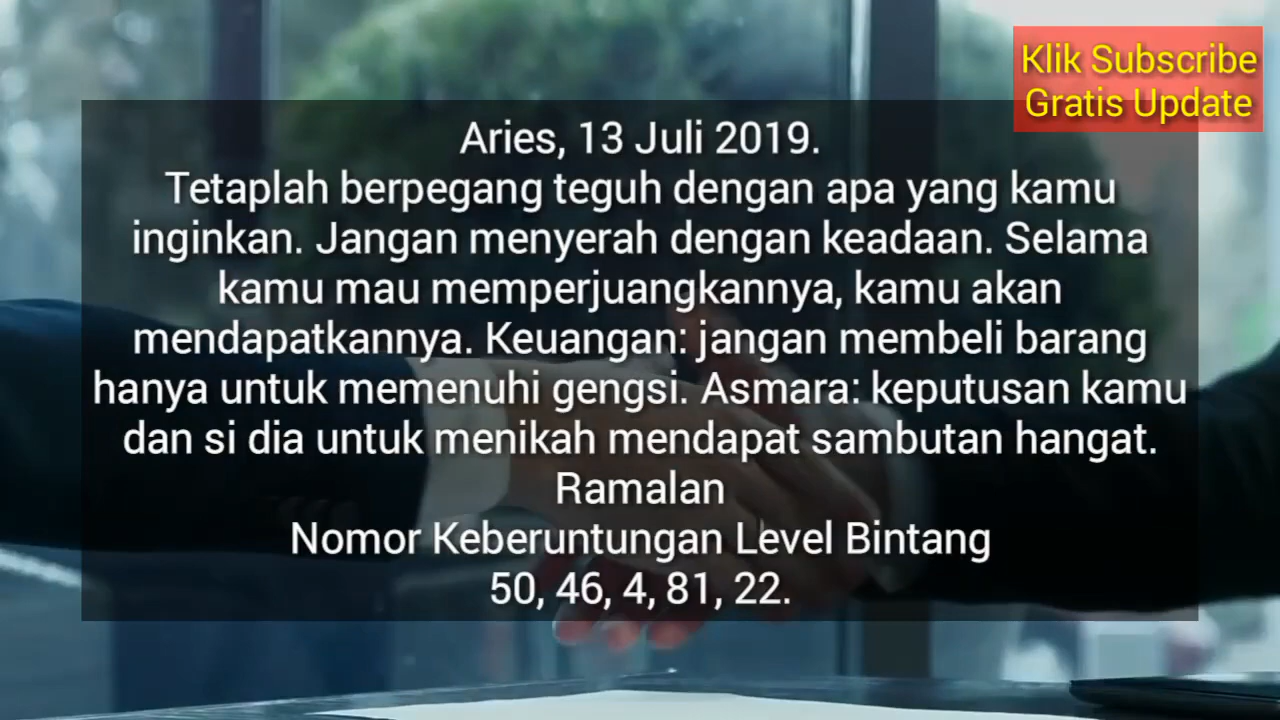 Klik Subscribe
Gratis Update
Aries, 13 Juli 2019.
Tetaplah berpegang teguh dengan apa yang kamu
inginkan. Jangan menyerah dengan keadaan. Selama
kamu mau memperjuangkannya, kamu akan
mendapatkannya. Keuangan: jangan membeli barang
hanya untuk memenuhi gengsi. Asmara: keputusan kamu
dan si dia untuk menikah mendapat sambutan hangat.
Ramalan
Nomor Keberuntungan Level Bintang
50, 46, 4, 81, 22.